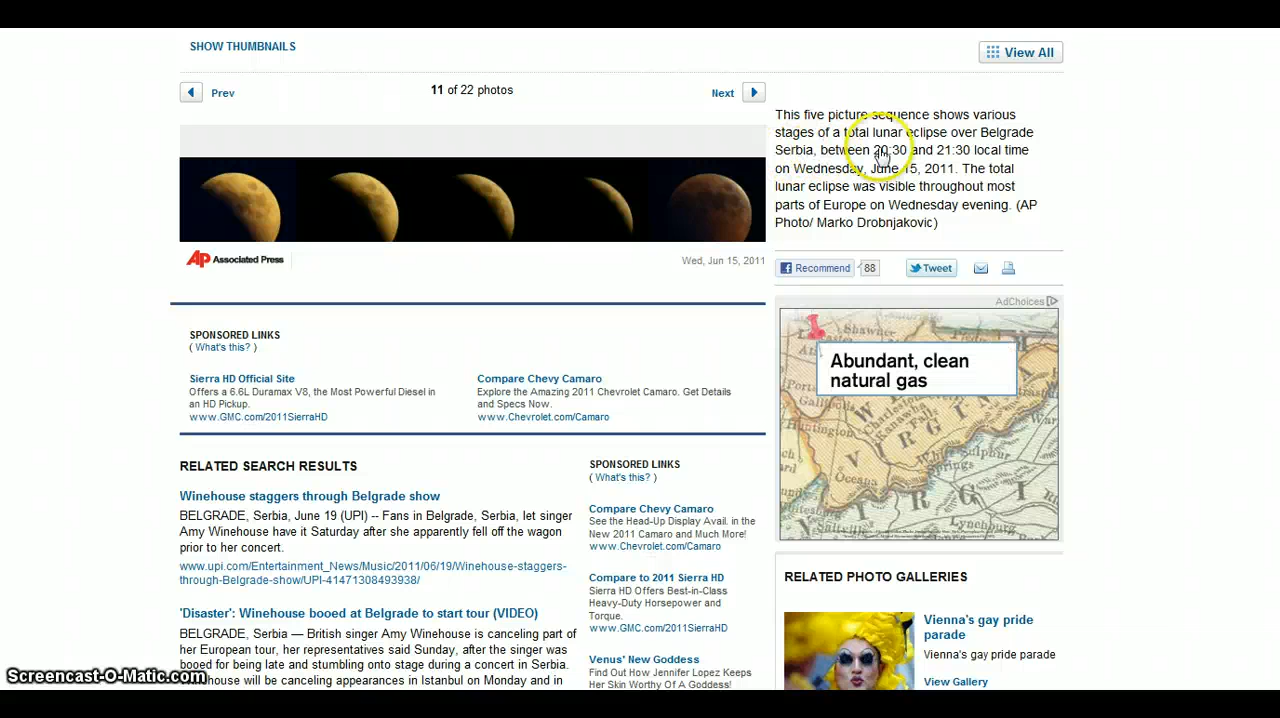 SHOW THUMBNAILS
View All
Prev
11 of 22 photos
Next
This five picture sequence shows various
stages of a total lunar eclipse over Belgrade
Serbia, between 20:30 and 21:30 local time
on Wednesday, June 15, 2011. The total
lunar eclipse was visible throughout most
parts of Europe on Wednesday evening. (AP
Photo/ Marko Drobnjakovic)
AP Associated Press
Wed, Jun 15, 2011
Recommend 88 Tweet
AdChoices
Abundant, clean
natural gas
SPONSORED LINKS
( What's this? )
Sierra HD Official Site
Offers a 6.6L Duramax V8, the Most Powerful Diesel in
an HD Pickup.
www.GMC.com/2011SierraHD
Compare Chevy Camaro
Explore the Amazing 2011 Chevrolet Camaro. Get Details
and Specs Now.
www.Chevrolet.com/Camaro
RELATED SEARCH RESULTS
Winehouse staggers through Belgrade show
BELGRADE, Serbia, June 19 (UPI) -- Fans in Belgrade, Serbia, let singer
Amy Winehouse have it Saturday after she apparently fell off the wagon
prior to her concert.
www.upi.com/Entertainment_News/Music/2011/06/19/Winehouse-staggers-
through-Belgrade-show/UPI-41471308493938/
'Disaster': Winehouse booed at Belgrade to start tour (VIDEO)
BELGRADE, Serbia — British singer Amy Winehouse is canceling part of
her European tour, her representatives said Sunday, after the singer was
booed for being late and stumbling onto stage during a concert in Serbia.
Winehouse will be canceling appearances in Istanbul on Monday and in
SPONSORED LINKS
( What's this? )
Compare Chevy Camaro
See the Head-Up Display Avail. in the
New 2011 Camaro and Much More!
www.Chevrolet.com/Camaro
Compare to 2011 Sierra HD
Sierra HD Offers Best-in-Class
Heavy-Duty Horsepower and
Torque.
www.GMC.com/2011SierraHD
Venus' New Goddess
Find Out How Jennifer Lopez Keeps
Her Skin Worthy Of A Goddess!
RELATED PHOTO GALLERIES
Vienna's gay pride
parade
Vienna's gay pride parade
View Gallery
Screencast-O-Matic.com